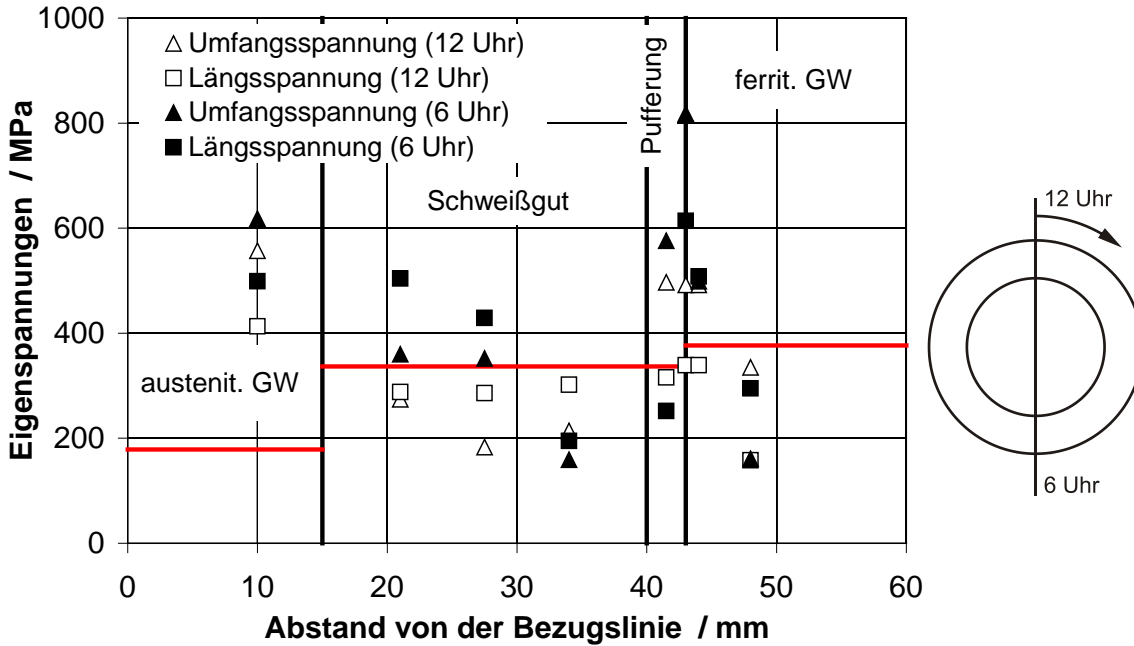 Eigenspannungen / MPa
1000
800
600
400
200
0
Umfangsspannung (12 Uhr)
Längsspannung (12 Uhr)
Umfangsspannung (6 Uhr)
Längsspannung (6 Uhr)
Pufferung
ferrit. GW
Schweißgut
austenit. GW
0 10 20 30 40 50 60
Abstand von der Bezugslinie / mm
12 Uhr
6 Uhr